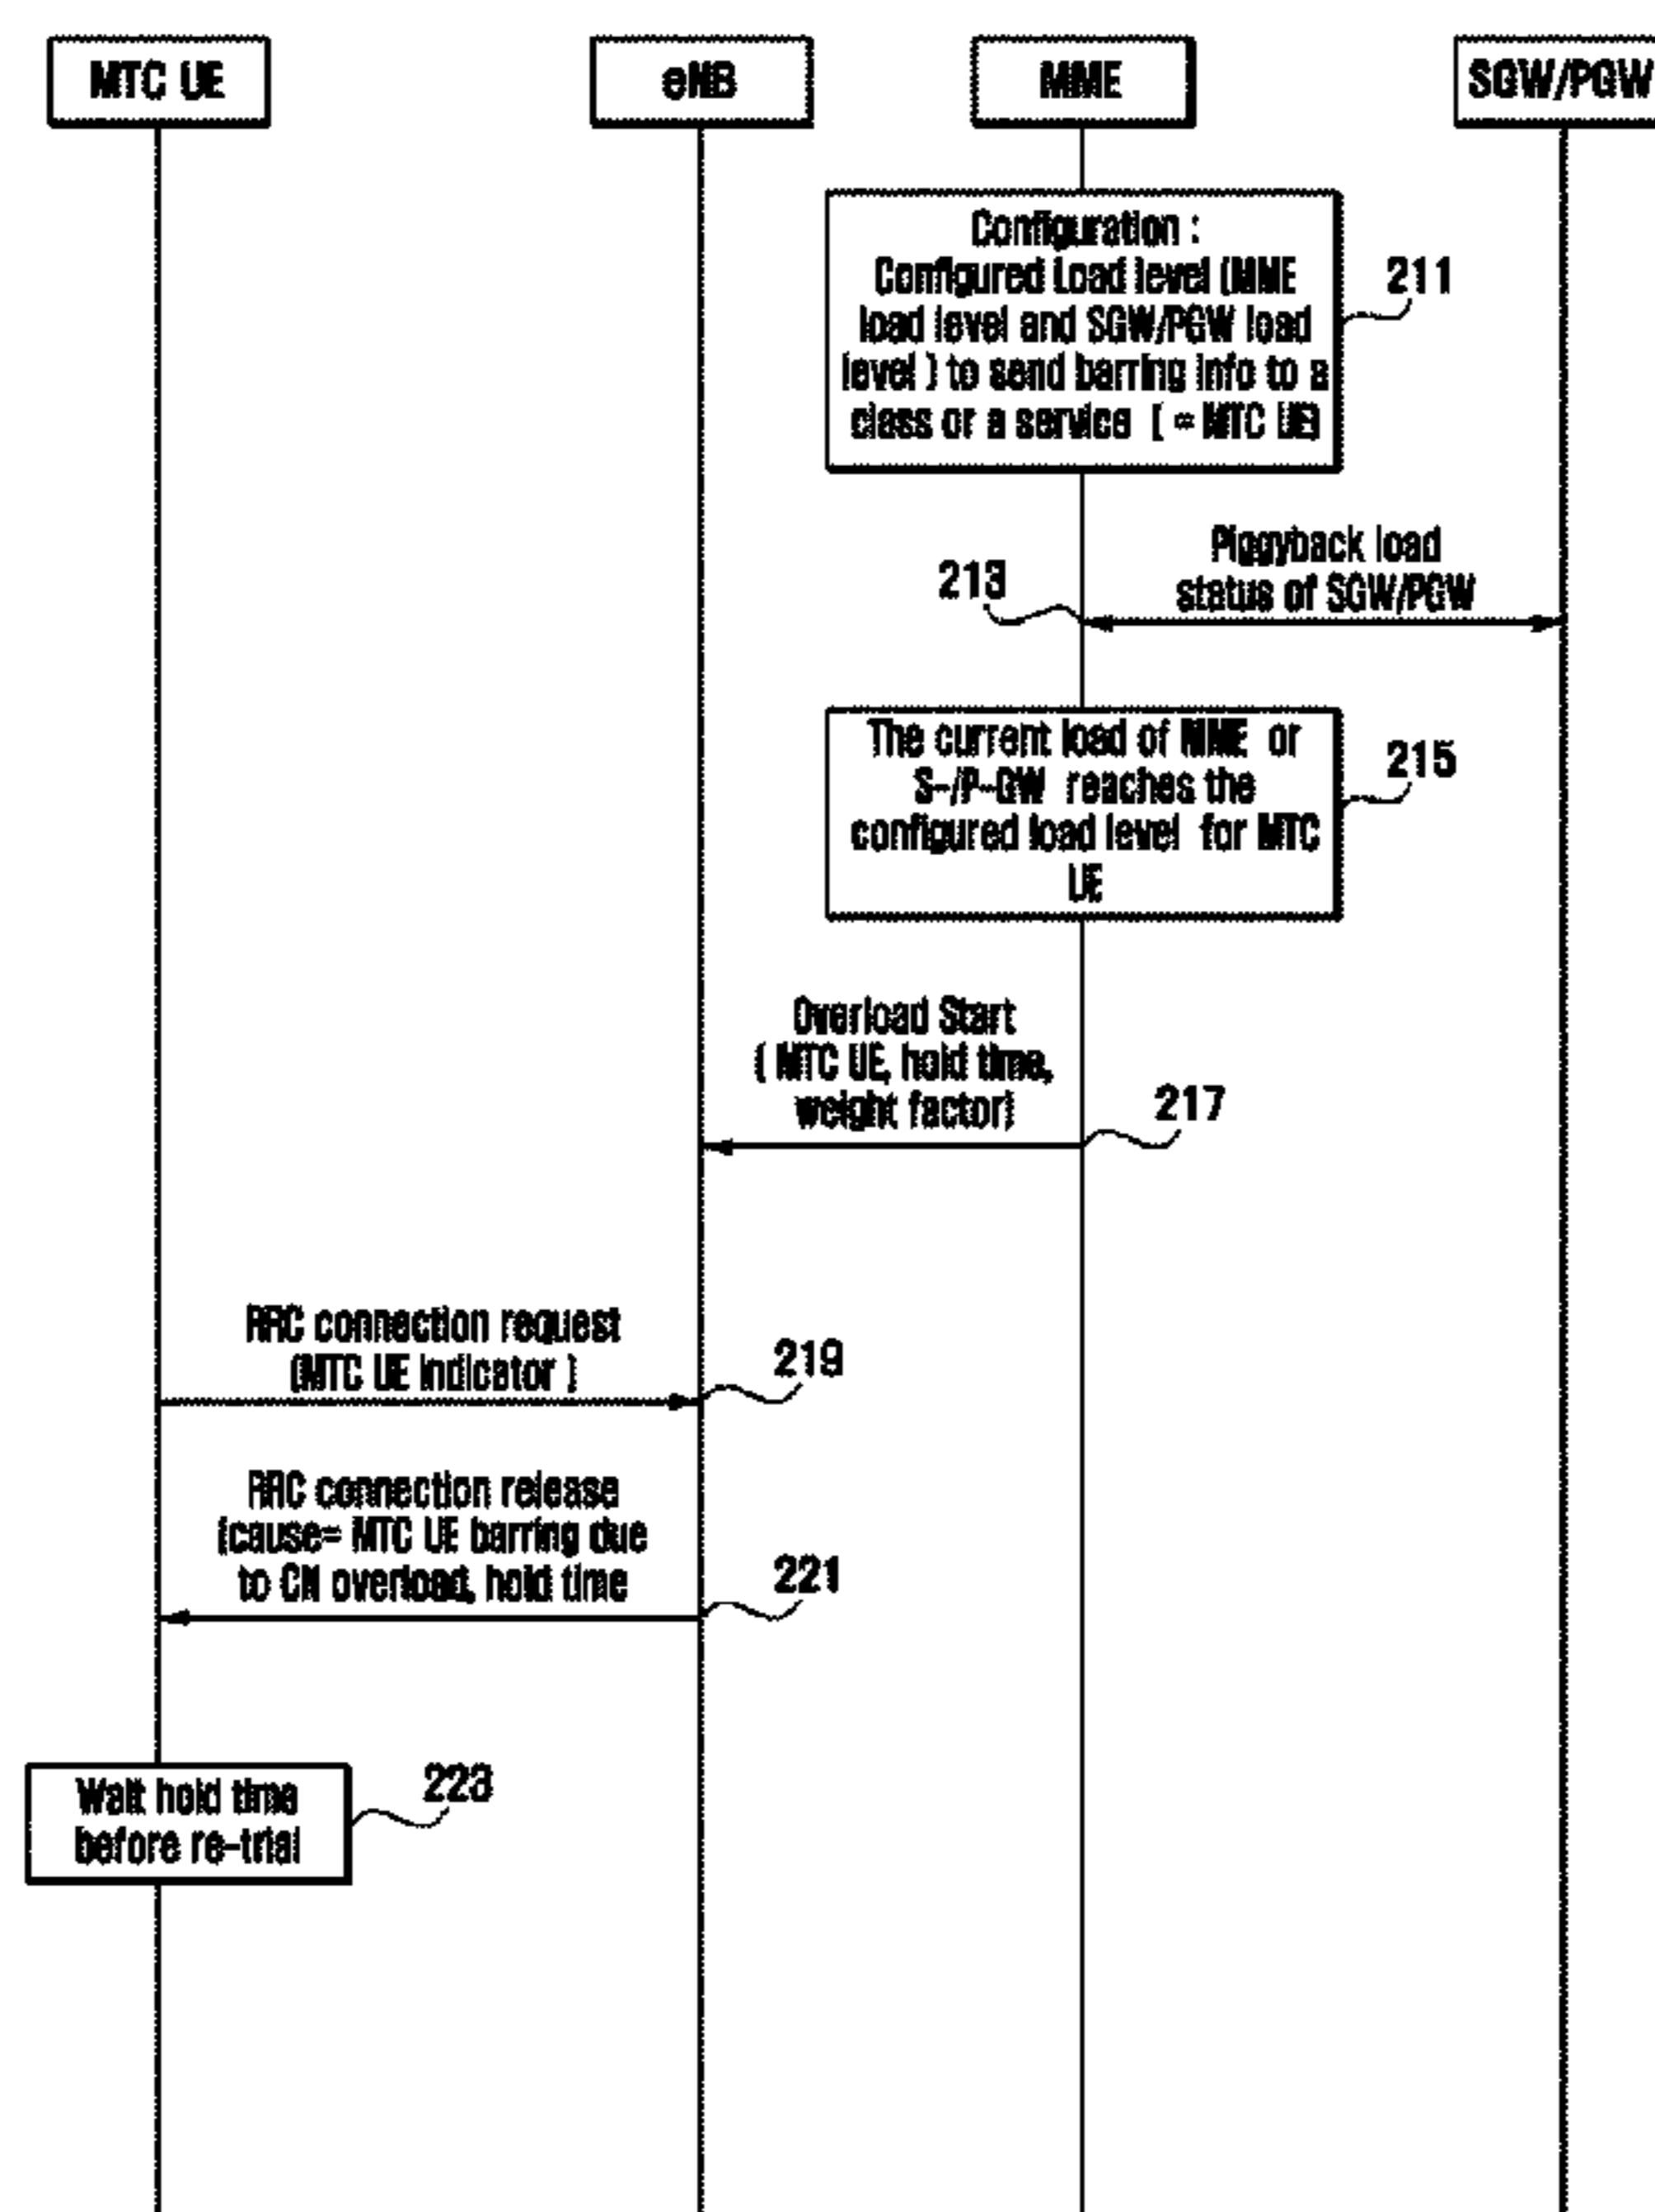 MTC UE
eNB
MME
SGW/PGW
Configuration :
Configured Load level (MME
load level and SGW/PGW load
level ) to send barring info to a
class or a service ( = MTC UE)
211
Piggyback load
status of SGW/PGW
213
The current load of MME or
S-/P-GW reaches the
configured load level for MTC
UE
215
Overload Start
( MTC UE, hold time,
weight factor)
217
RRC connection request
(MTC UE indicator )
219
RRC connection release
(cause= MTC UE barring due
to CN overload, hold time
221
Wait hold time
before re-trial
223